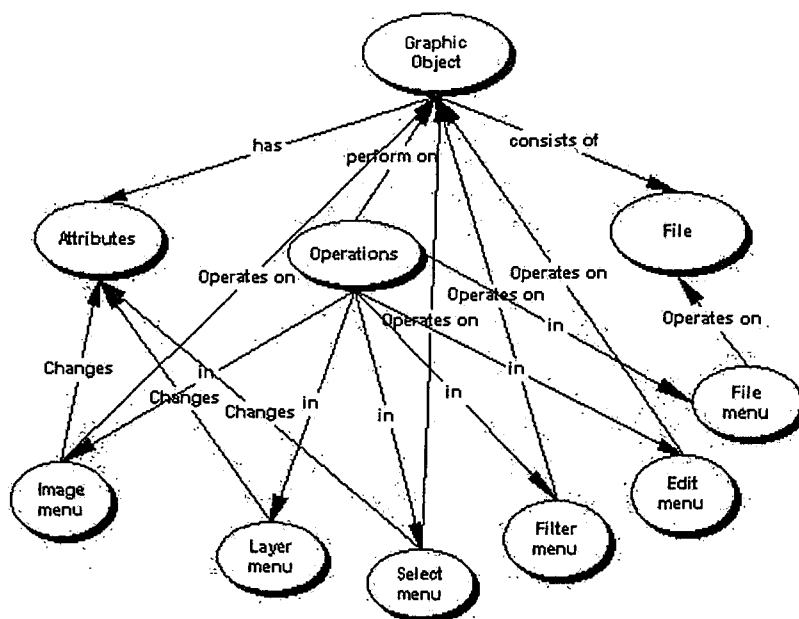 Graphic
Object
has
perform on
consists of
Attributes
Operations
File
Operates on
Operates on
Operates on
Operates on
in
Operates on
Changes
in
Changes
Changes
in
in
in
in
File
menu
Image
menu
Layer
menu
Select
menu
Filter
menu
Edit
menu